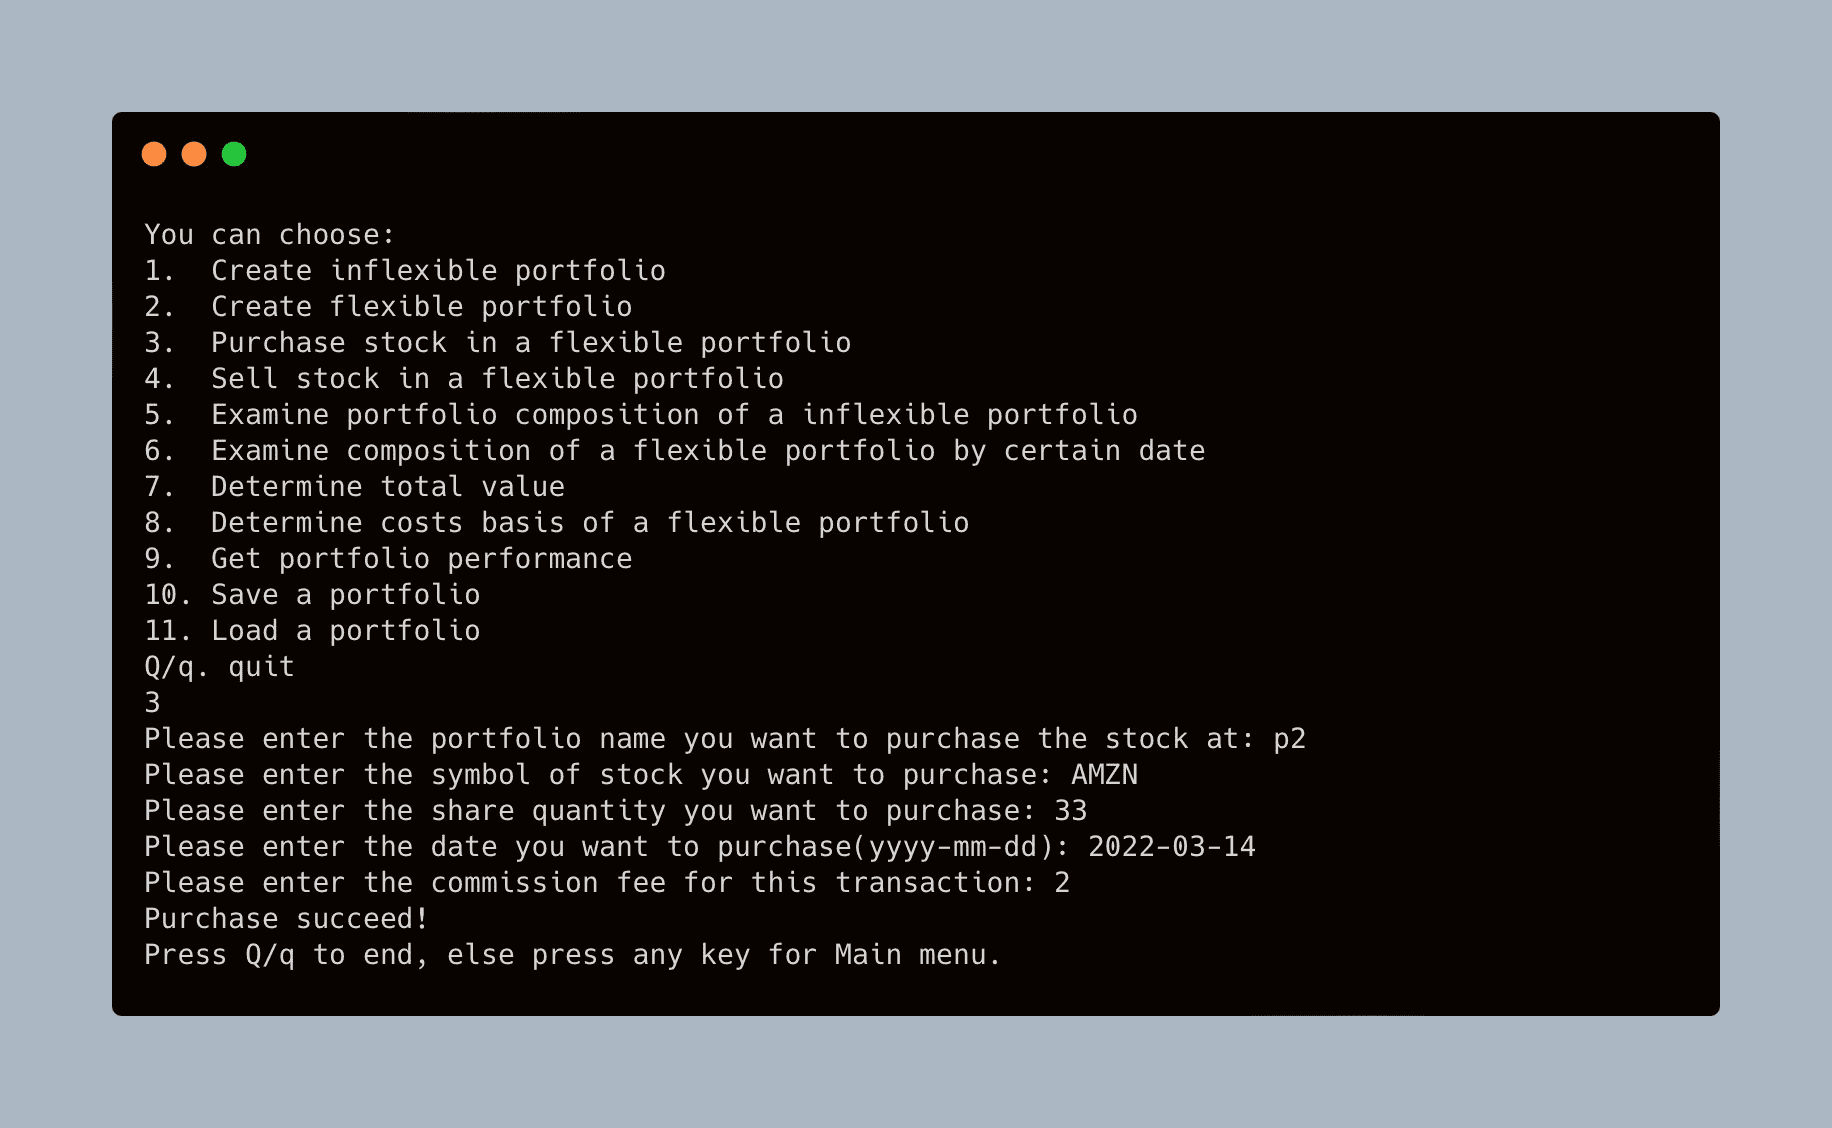 You can choose:
1.  Create inflexible portfolio
2.  Create flexible portfolio
3.  Purchase stock in a flexible portfolio
4.  Sell stock in a flexible portfolio
5.  Examine portfolio composition of a inflexible portfolio
6.  Examine composition of a flexible portfolio by certain date
7.  Determine total value
8.  Determine costs basis of a flexible portfolio
9.  Get portfolio performance
10. Save a portfolio
11. Load a portfolio
Q/q. quit
3
Please enter the portfolio name you want to purchase the stock at: p2
Please enter the symbol of stock you want to purchase: AMZN
Please enter the share quantity you want to purchase: 33
Please enter the date you want to purchase(yyyy-mm-dd): 2022-03-14
Please enter the commission fee for this transaction: 2
Purchase succeed!
Press Q/q to end, else press any key for Main menu.